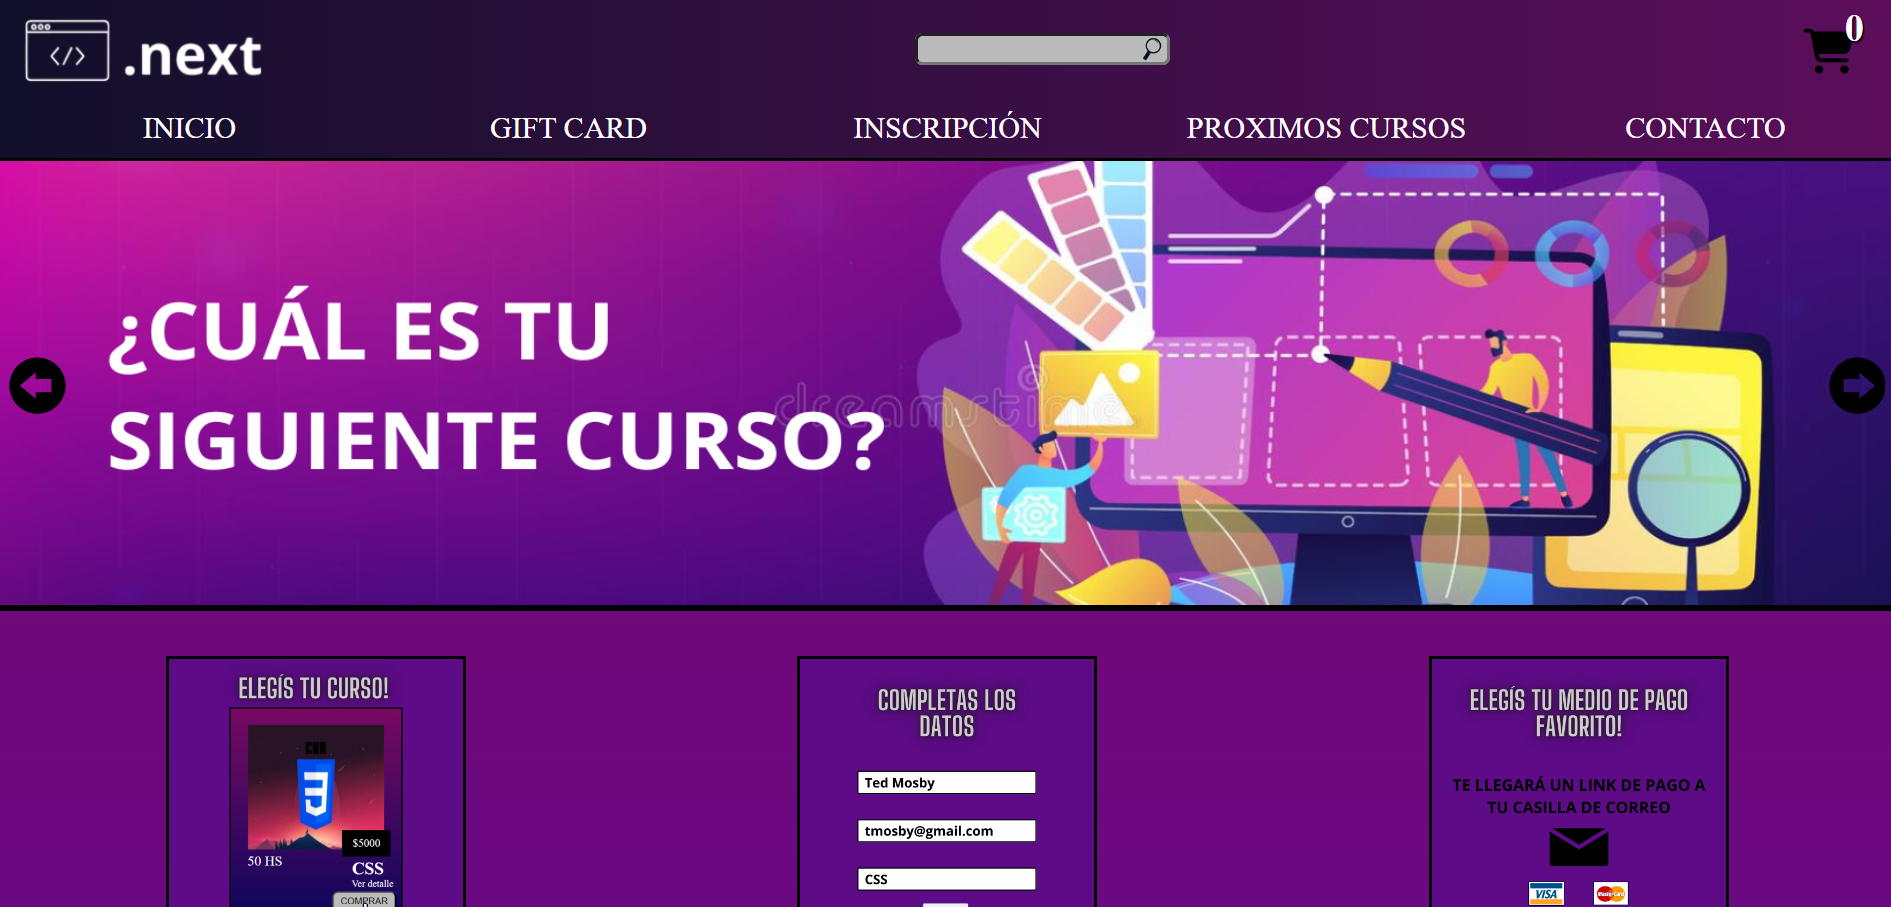 </> .next
0
INICIO GIFT CARD INSCRIPCIÓN PROXIMOS CURSOS CONTACTO
¿CUÁL ES TU
SIGUIENTE CURSO?
dreamstime
ELEGÍS TU CURSO!
CSS
$5000
50 HS
CSS
Ver detalle
COMPRAR
COMPLETAS LOS
DATOS
Ted Mosby
tmosby@gmail.com
CSS
ELEGÍS TU MEDIO DE PAGO
FAVORITO!
TE LLEGARÁ UN LINK DE PAGO A
TU CASILLA DE CORREO
VISA MasterCard